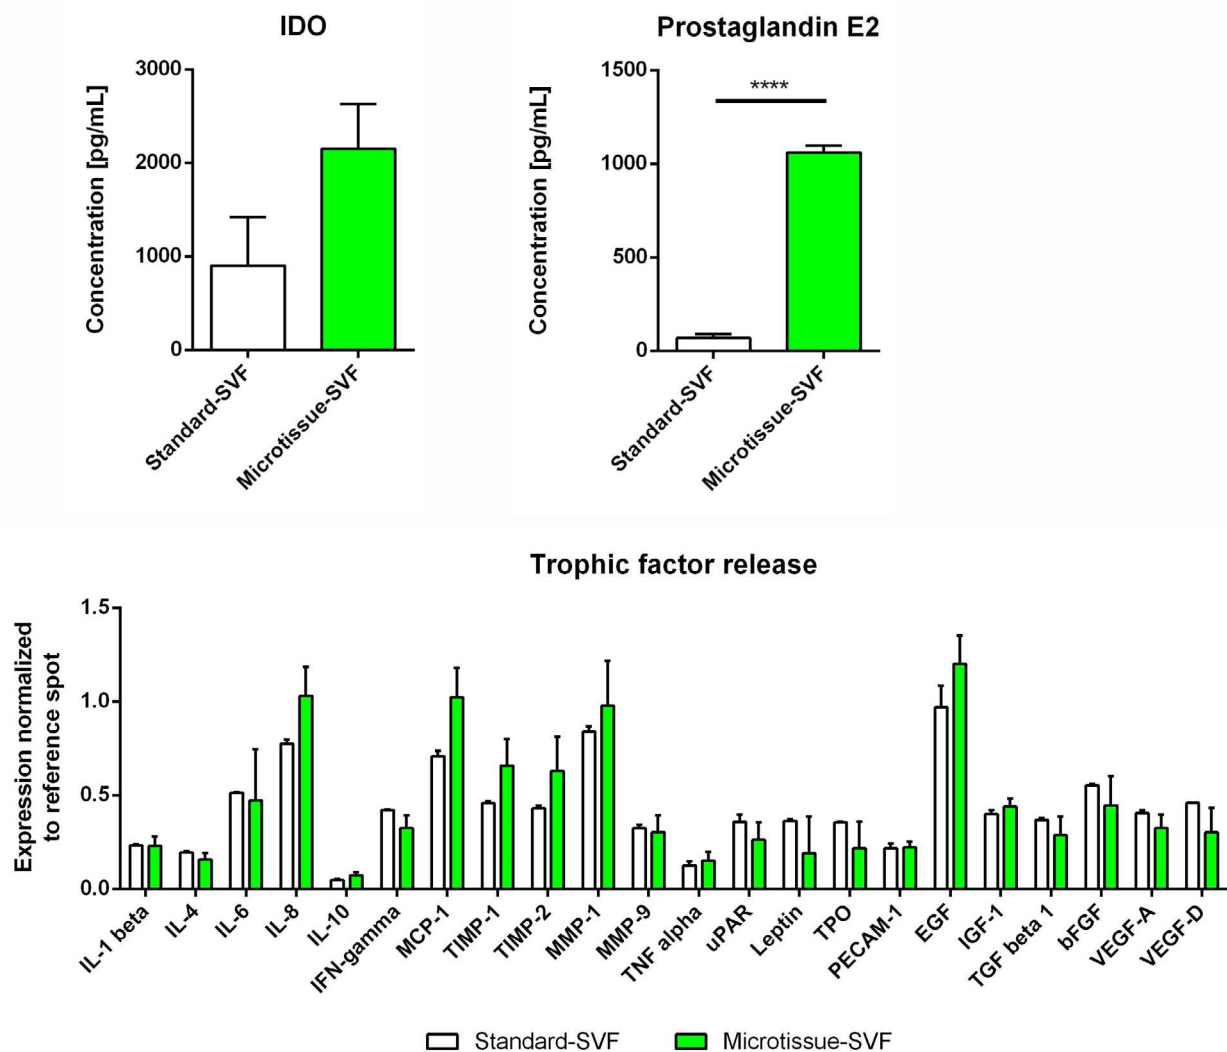 IDO
Concentration [pg/mL]
3000
2000
1000
0
Standard-SVF
Microtissue-SVF
Prostaglandin E2
Concentration [pg/mL]
1500
1000
500
0
****
Standard-SVF
Microtissue-SVF
Trophic factor release
Expression normalized
to reference spot
1.5
1.0
0.5
0.0
IL-1 beta
IL-4
IL-6
IL-8
IL-10
IFN-gamma
MCP-1
TIMP-1
TIMP-2
MMP-1
MMP-9
TNF alpha
uPAR
Leptin
TPO
PECAM-1
EGF
IGF-1
TGF beta 1
bFGF
VEGF-A
VEGF-D
Standard-SVF
Microtissue-SVF